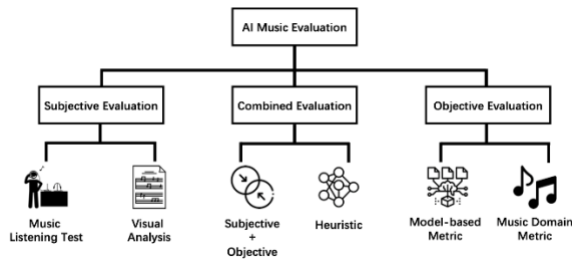 AI Music Evaluation
Subjective Evaluation
Combined Evaluation
Objective Evaluation
Music
Listening Test
Visual
Analysis
Subjective
+
Objective
Heuristic
Model-based
Metric
Music Domain
Metric